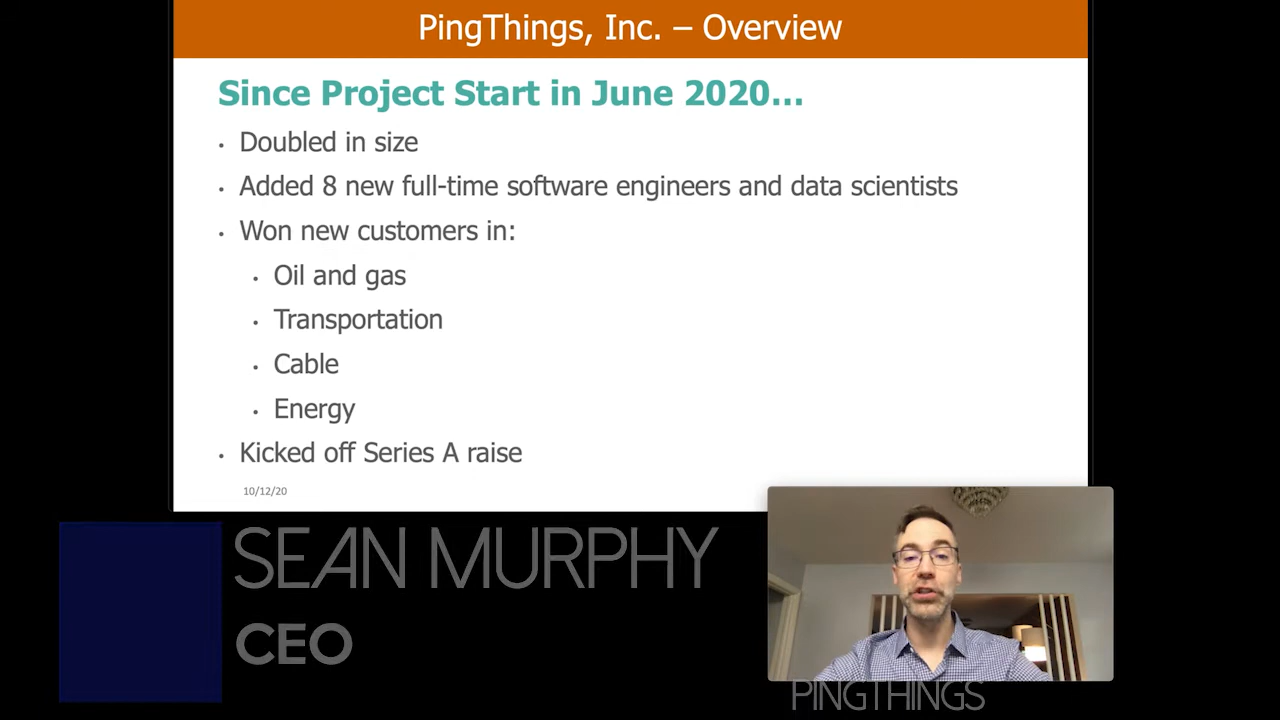 PingThings, Inc. – Overview
Since Project Start in June 2020...
• Doubled in size
• Added 8 new full-time software engineers and data scientists
• Won new customers in:
• Oil and gas
• Transportation
• Cable
• Energy
• Kicked off Series A raise
10/12/20
SEAN MURPHY
CEO
PINGTHINGS